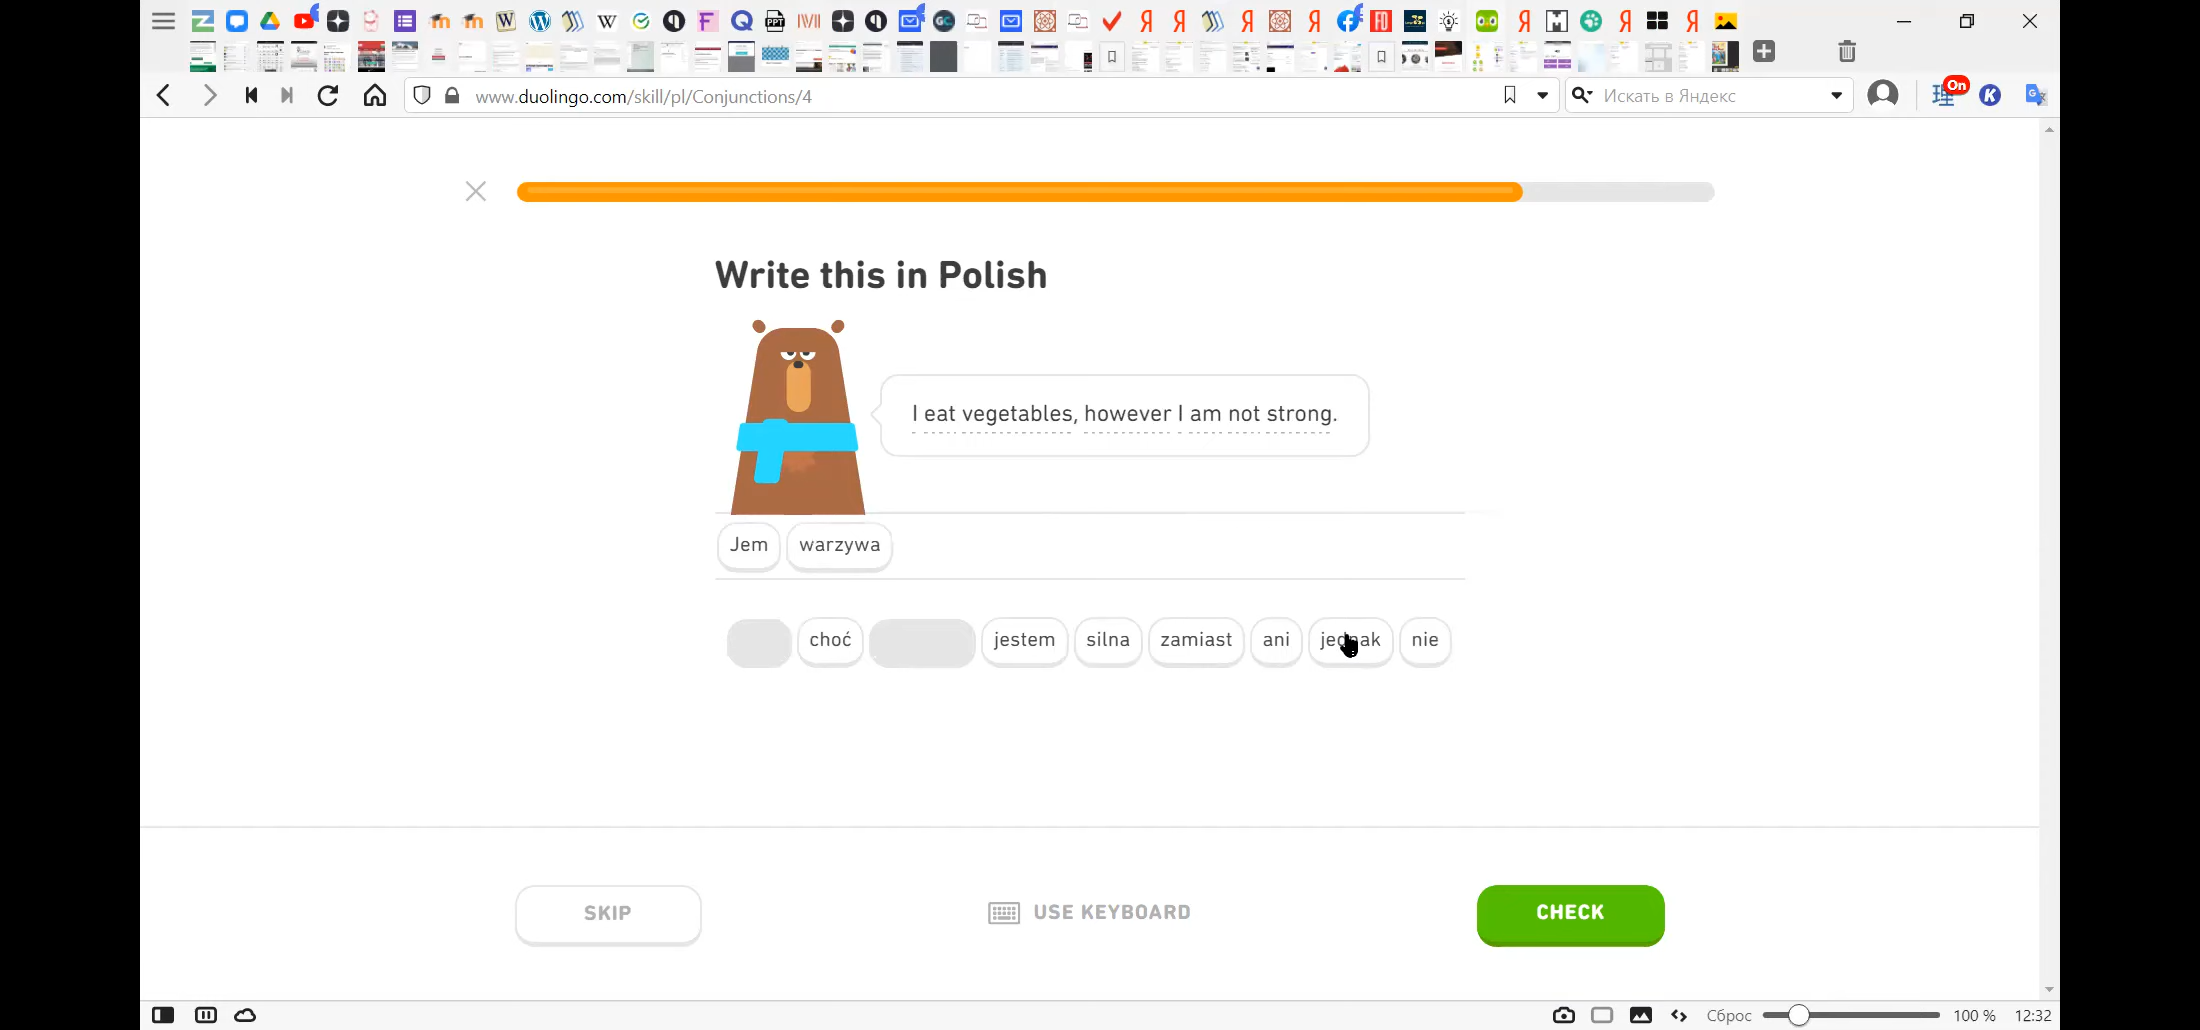 www.duolingo.com/skill/pl/Conjunctions/4
Искать в Яндекс
On
Write this in Polish
I eat vegetables, however I am not strong.
Jem warzywa
choć jestem silna zamiast ani jednak nie
SKIP
USE KEYBOARD
CHECK
Сброс 100 % 12:32